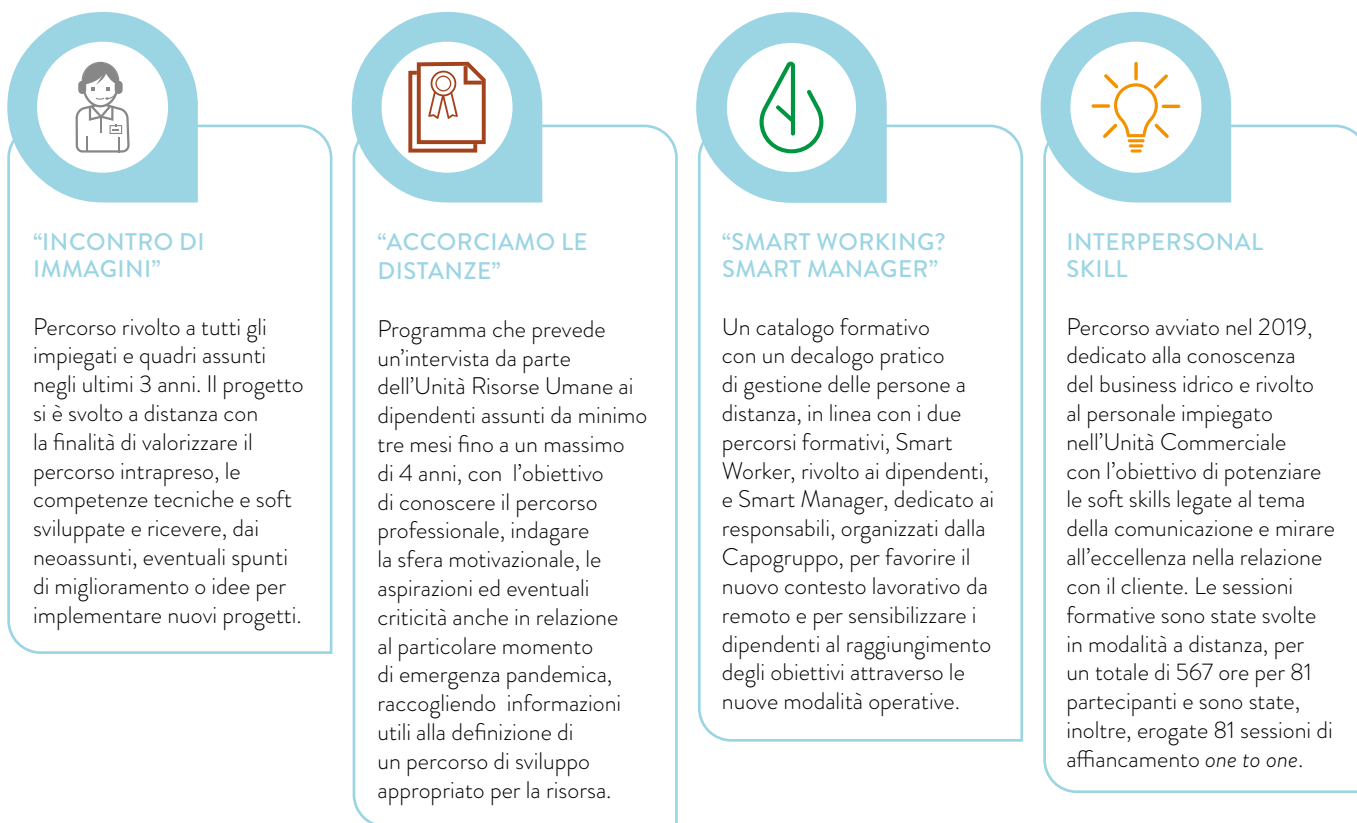 “INCONTRO DI
IMMAGINI”
Percorso rivolto a tutti gli
impiegati e quadri assunti
negli ultimi 3 anni. Il progetto
si è svolto a distanza con
la finalità di valorizzare il
percorso intrapreso, le
competenze tecniche e soft
sviluppate e ricevere, dai
neoassunti, eventuali spunti
di miglioramento o idee per
implementare nuovi progetti.
“ACCORCIAMO LE
DISTANZE”
Programma che prevede
un’intervista da parte
dell’Unità Risorse Umane ai
dipendenti assunti da minimo
tre mesi fino a un massimo
di 4 anni, con l’obiettivo
di conoscere il percorso
professionale, indagare
la sfera motivazionale, le
aspirazioni ed eventuali
criticità anche in relazione
al particolare momento
di emergenza pandemica,
raccogliendo informazioni
utili alla definizione di
un percorso di sviluppo
appropriato per la risorsa.
“SMART WORKING?
SMART MANAGER”
Un catalogo formativo
con un decalogo pratico
di gestione delle persone a
distanza, in linea con i due
percorsi formativi, Smart
Worker, rivolto ai dipendenti,
e Smart Manager, dedicato ai
responsabili, organizzati dalla
Capogruppo, per favorire il
nuovo contesto lavorativo da
remoto e per sensibilizzare i
dipendenti al raggiungimento
degli obiettivi attraverso le
nuove modalità operative.
INTERPERSONAL
SKILL
Percorso avviato nel 2019,
dedicato alla conoscenza
del business idrico e rivolto
al personale impiegato
nell’Unità Commerciale
con l’obiettivo di potenziare
le soft skills legate al tema
della comunicazione e mirare
all’eccellenza nella relazione
con il cliente. Le sessioni
formative sono state svolte
in modalità a distanza, per
un totale di 567 ore per 81
partecipanti e sono state,
inoltre, erogate 81 sessioni di
affiancamento one to one.